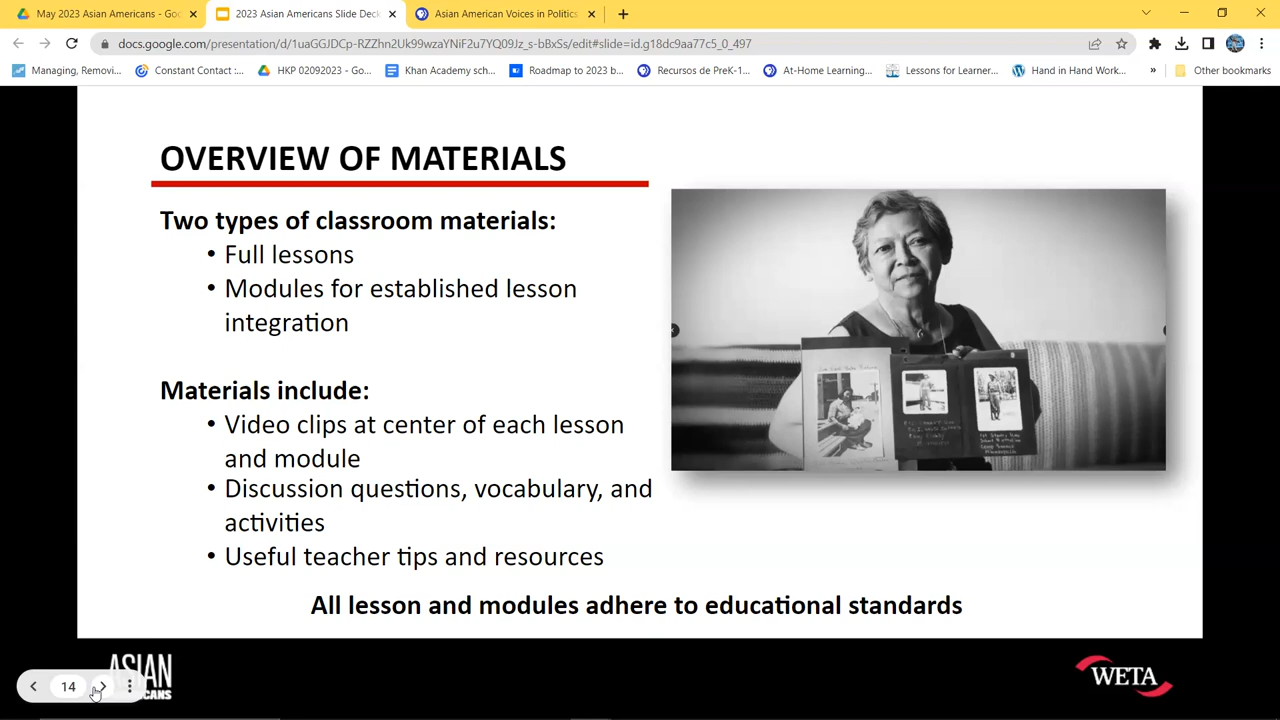 May 2023 Asian Americans - Goo
2023 Asian Americans Slide Deck
Asian American Voices in Politics
docs.google.com/presentation/d/1uaGGJDCp-RZZhn2Uk99wzaYNiF2u7YQ09Jz_s-bBxSs/edit#slide=id.g18dc9aa77c5_0_497
Managing, Removi...
Constant Contact :...
HKP 02092023 - Go...
Khan Academy sch...
Roadmap to 2023 b...
Recursos de PreK-1...
At-Home Learning...
Lessons for Learner...
Hand in Hand Work...
»
Other bookmarks
OVERVIEW OF MATERIALS
Two types of classroom materials:
• Full lessons
• Modules for established lesson
integration
Materials include:
• Video clips at center of each lesson
and module
• Discussion questions, vocabulary, and
activities
• Useful teacher tips and resources
All lesson and modules adhere to educational standards
ASIAN
14
WETA